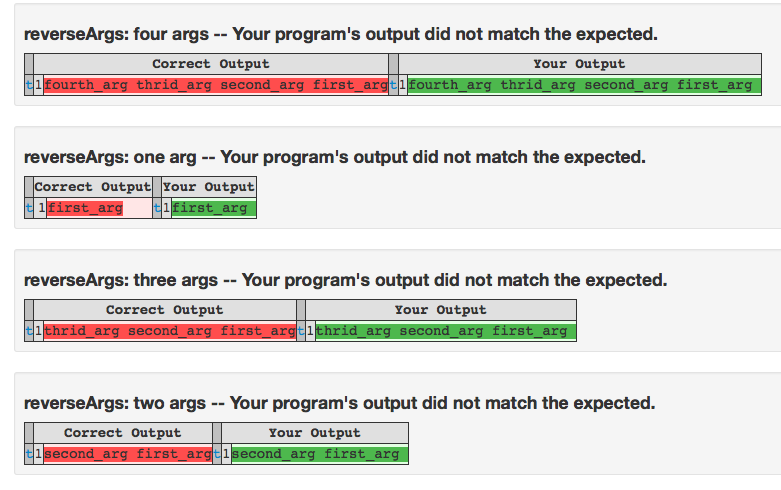 reverseArgs: four args -- Your program's output did not match the expected.
Correct Output Your Output
t 1 fourth_arg thrid_arg second_arg first_arg t 1 fourth_arg thrid_arg second_arg first_arg
reverseArgs: one arg -- Your program's output did not match the expected.
Correct Output Your Output
t 1 first_arg t 1 first_arg
reverseArgs: three args -- Your program's output did not match the expected.
Correct Output Your Output
t 1 thrid_arg second_arg first_arg t 1 thrid_arg second_arg first_arg
reverseArgs: two args -- Your program's output did not match the expected.
Correct Output Your Output
t 1 second_arg first_arg t 1 second_arg first_arg